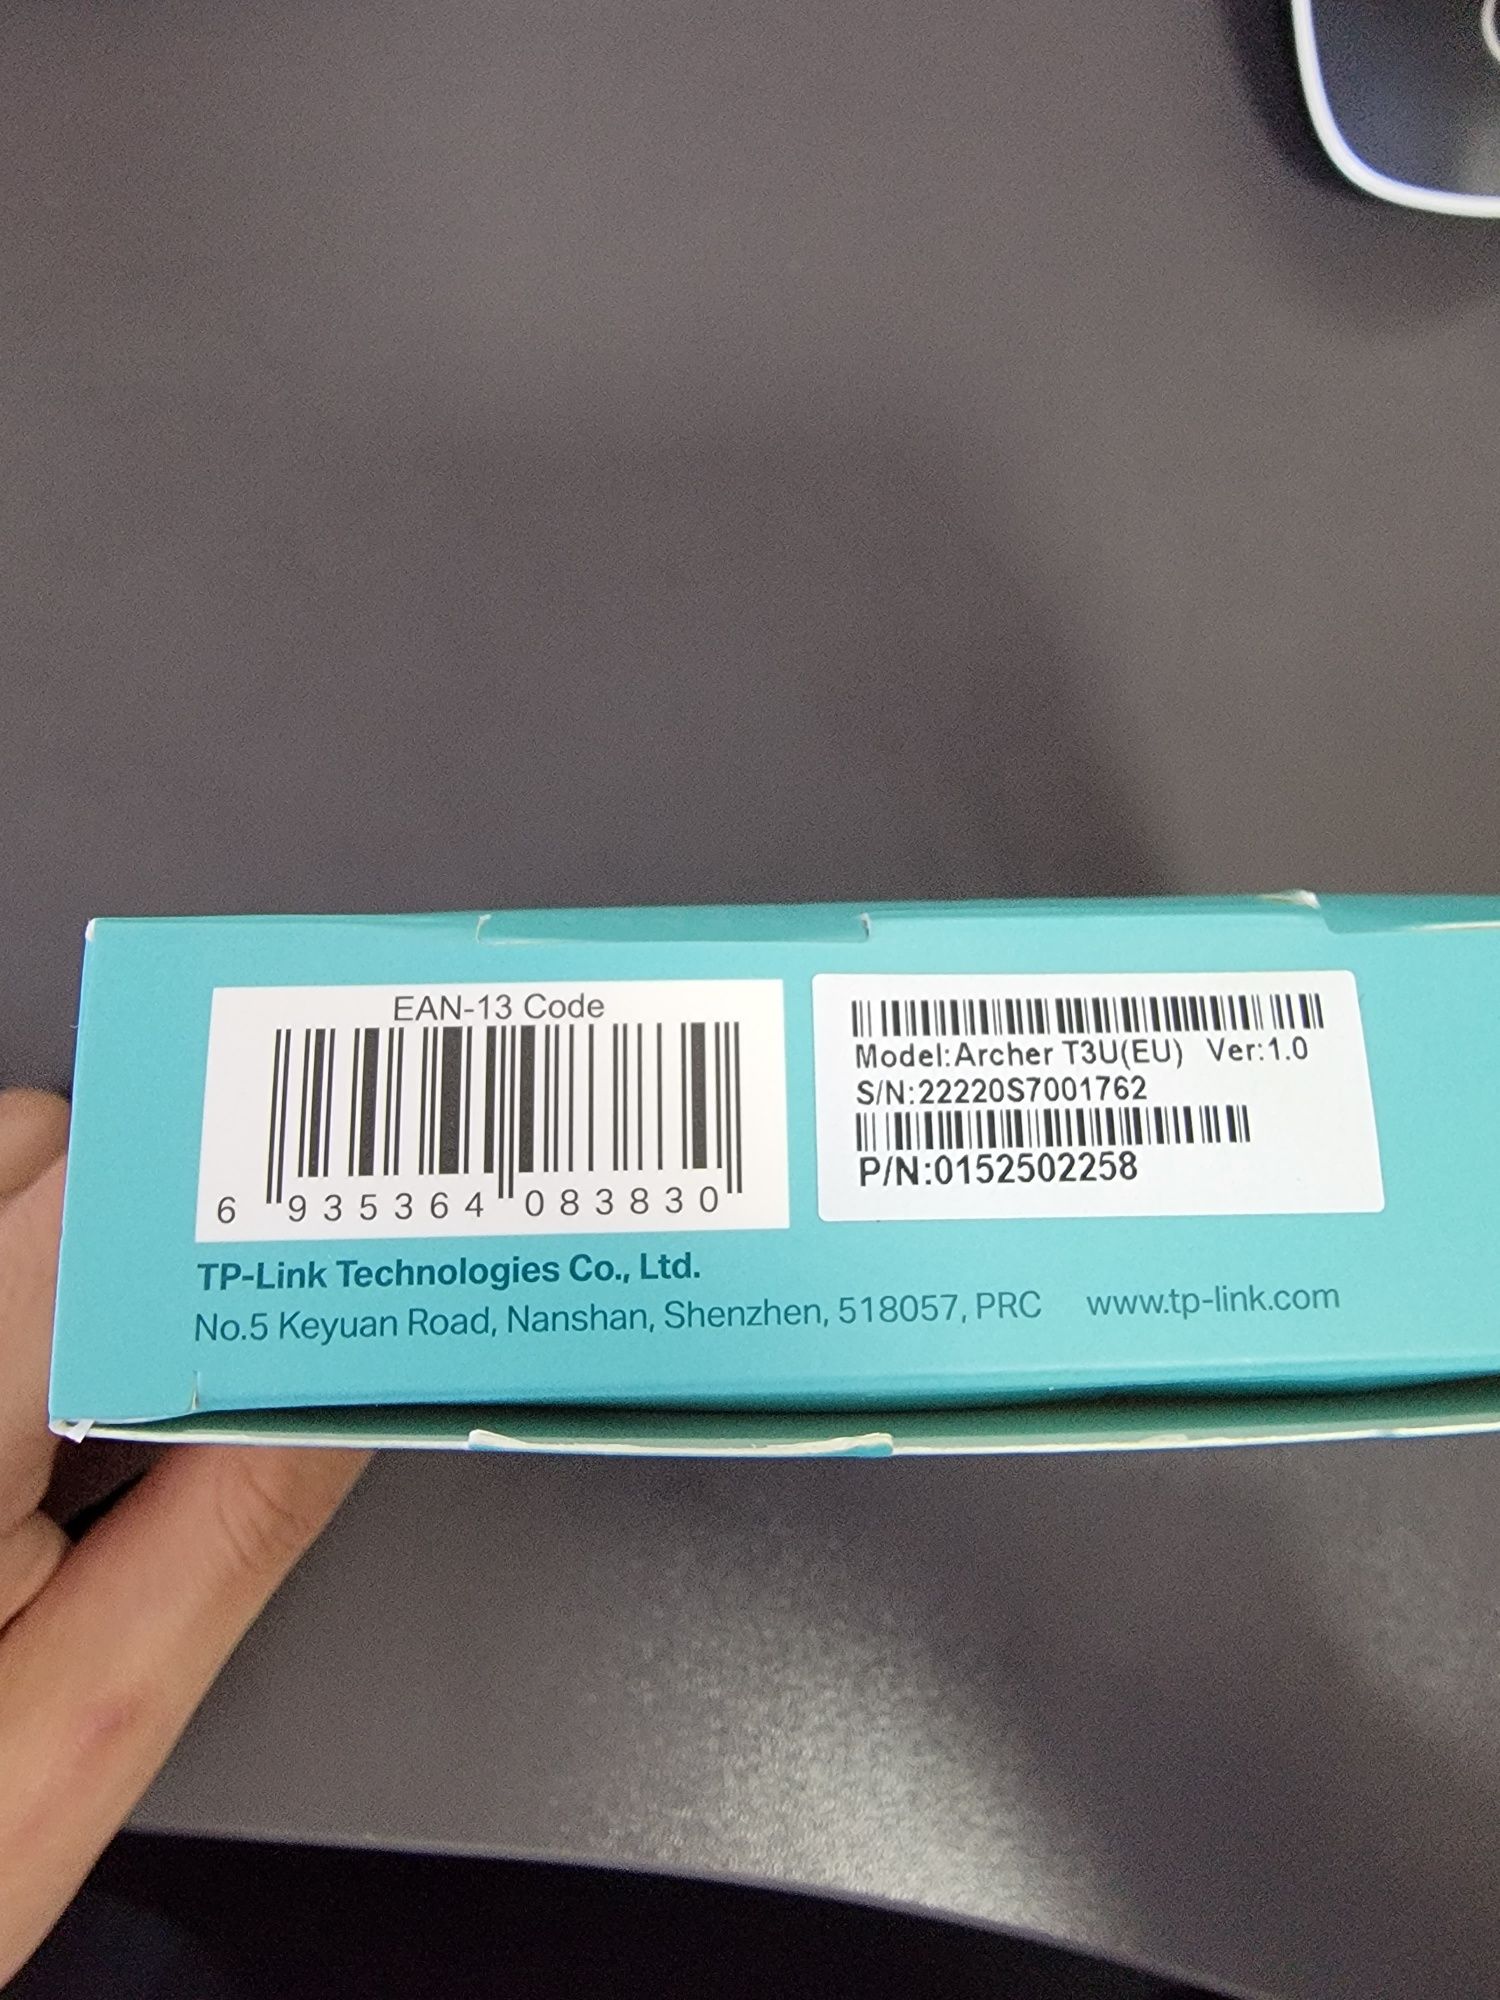 EAN-13 Code
6 935364 083830
Model:Archer T3U(EU) Ver:1.0
S/N:22220S7001762
P/N:0152502258
TP-Link Technologies Co., Ltd.
No.5 Keyuan Road, Nanshan, Shenzhen, 518057, PRC www.tp-link.com